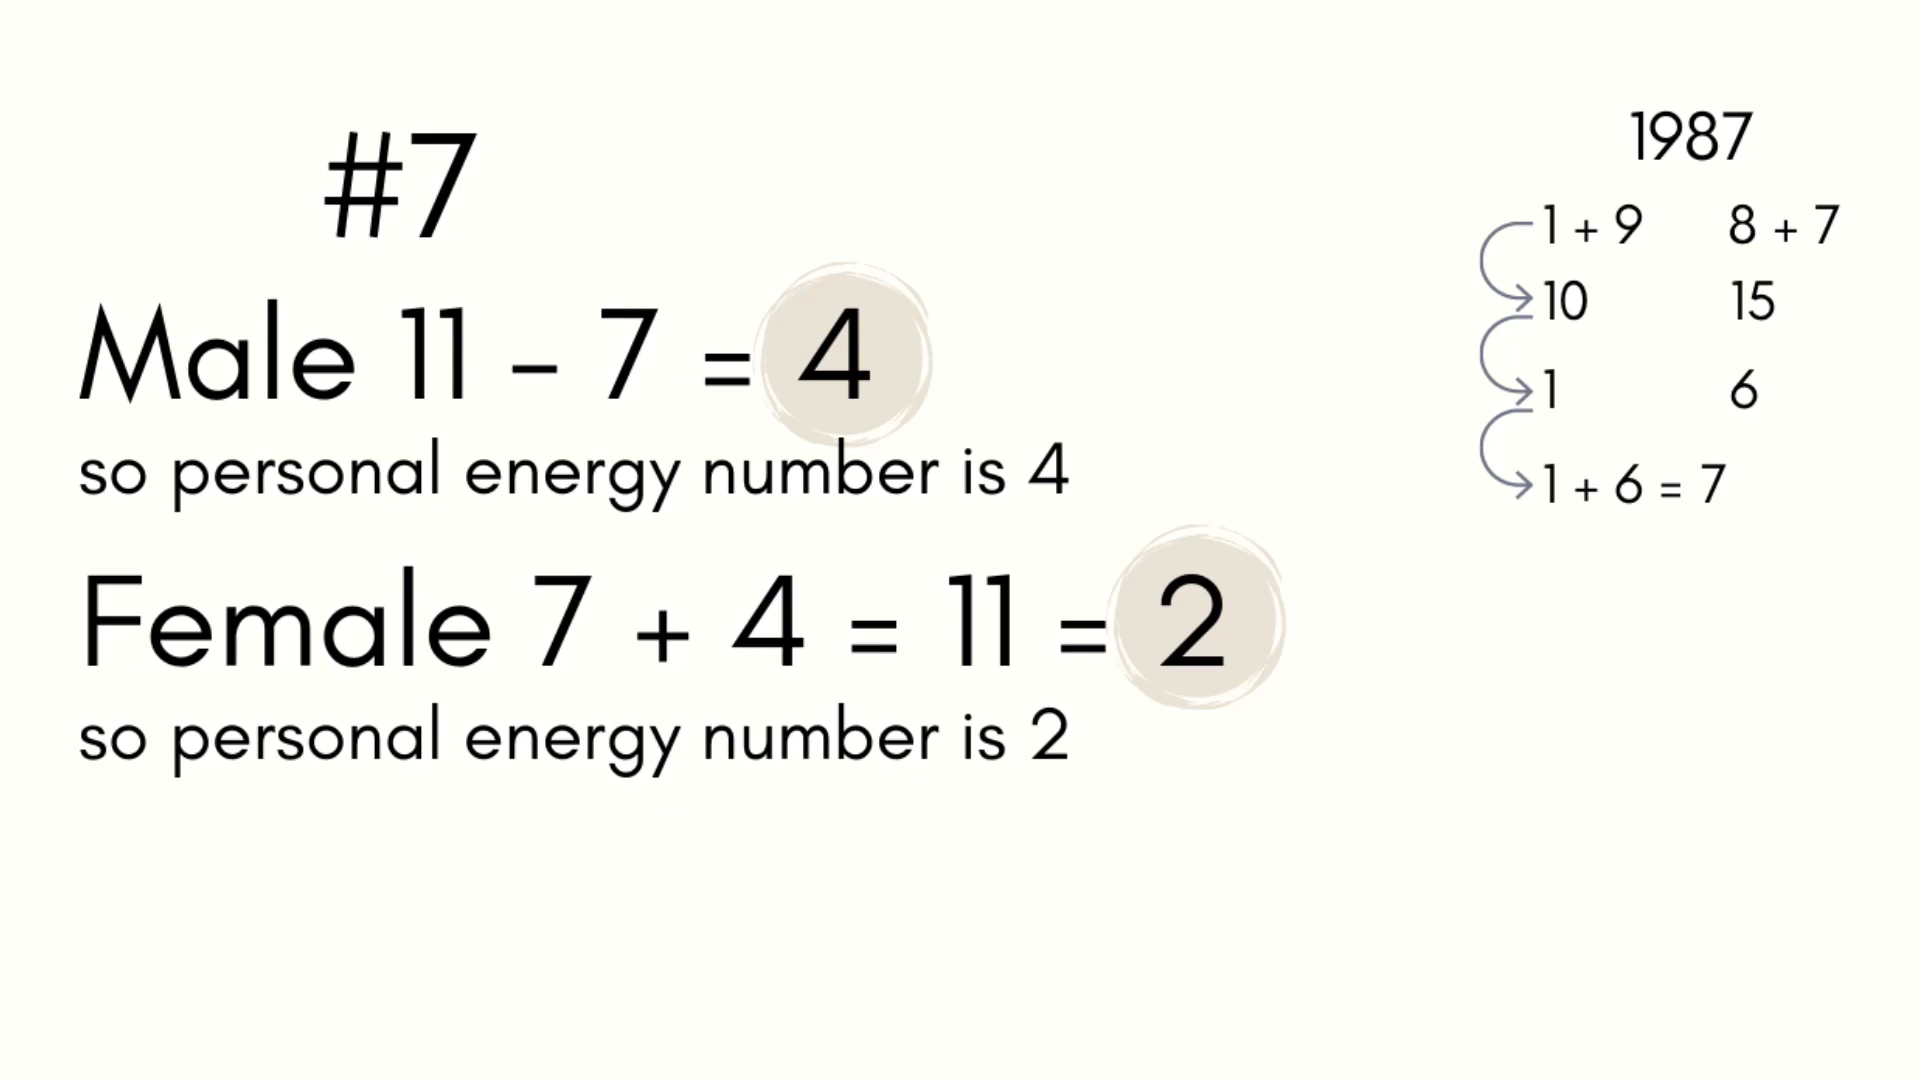 #7
Male 11 – 7 = 4
so personal energy number is 4
Female 7 + 4 = 11 = 2
so personal energy number is 2
1987
1 + 9 8 + 7
10 15
1 6
1 + 6 = 7